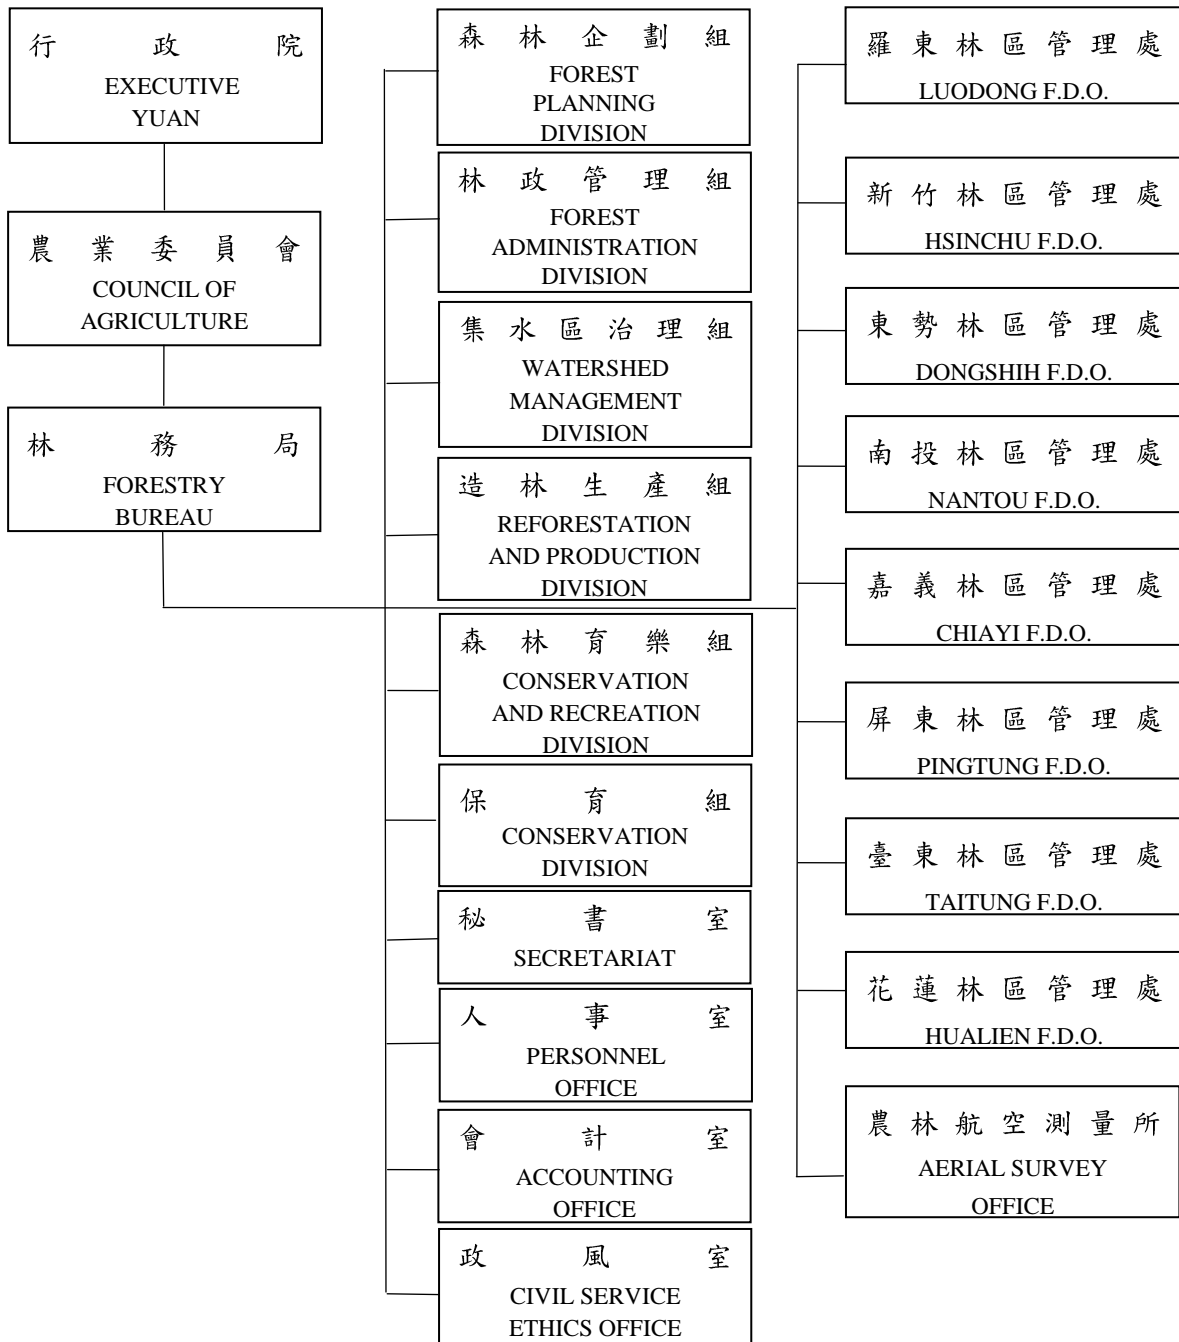 行政院
EXECUTIVE
YUAN
農業委員會
COUNCIL OF
AGRICULTURE
林務局
FORESTRY
BUREAU
森林企劃組
FOREST
PLANNING
DIVISION
林政管理組
FOREST
ADMINISTRATION
DIVISION
集水區治理組
WATERSHED
MANAGEMENT
DIVISION
造林生產組
REFORESTATION
AND PRODUCTION
DIVISION
森林育樂組
CONSERVATION
AND RECREATION
DIVISION
保育組
CONSERVATION
DIVISION
秘書室
SECRETARIAT
人事室
PERSONNEL
OFFICE
會計室
ACCOUNTING
OFFICE
政風室
CIVIL SERVICE
ETHICS OFFICE
羅東林區管理處
LUODONG F.D.O.
新竹林區管理處
HSINCHU F.D.O.
東勢林區管理處
DONGSHIH F.D.O.
南投林區管理處
NANTOU F.D.O.
嘉義林區管理處
CHIAYI F.D.O.
屏東林區管理處
PINGTUNG F.D.O.
臺東林區管理處
TAITUNG F.D.O.
花蓮林區管理處
HUALIEN F.D.O.
農林航空測量所
AERIAL SURVEY
OFFICE